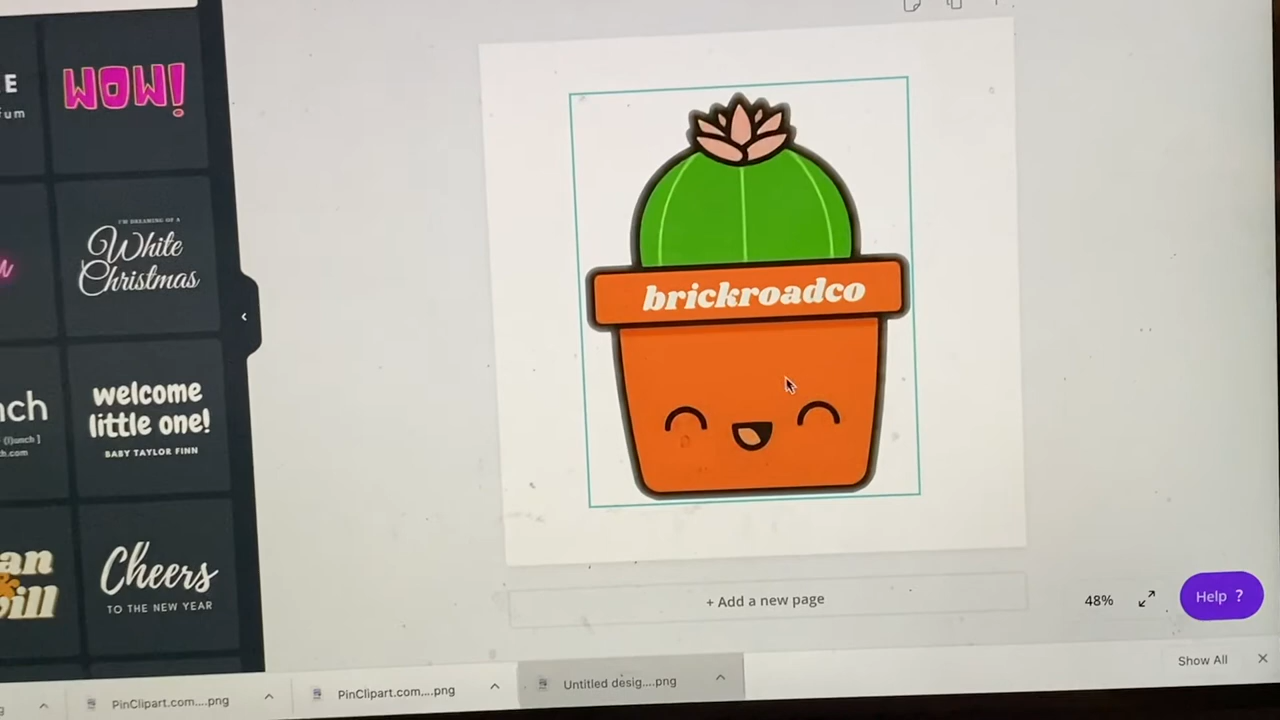 WOW!
I'M DREAMING OF A
White
Christmas
welcome
little one!
BABY TAYLOR FINN
Cheers
TO THE NEW YEAR
brickroadco
+ Add a new page
48%
Help ?
Show All
PinClipart.com....png
PinClipart.com....png
Untitled desig....png